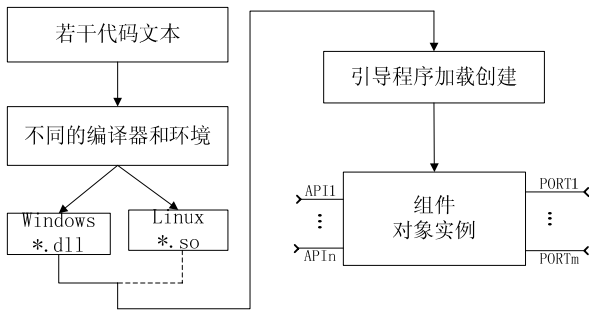 若干代码文本
不同的编译器和环境
Windows
*.dll
Linux
*.so
引导程序加载创建
组件
对象实例
API1
⋮
APIn
PORT1
⋮
PORTm